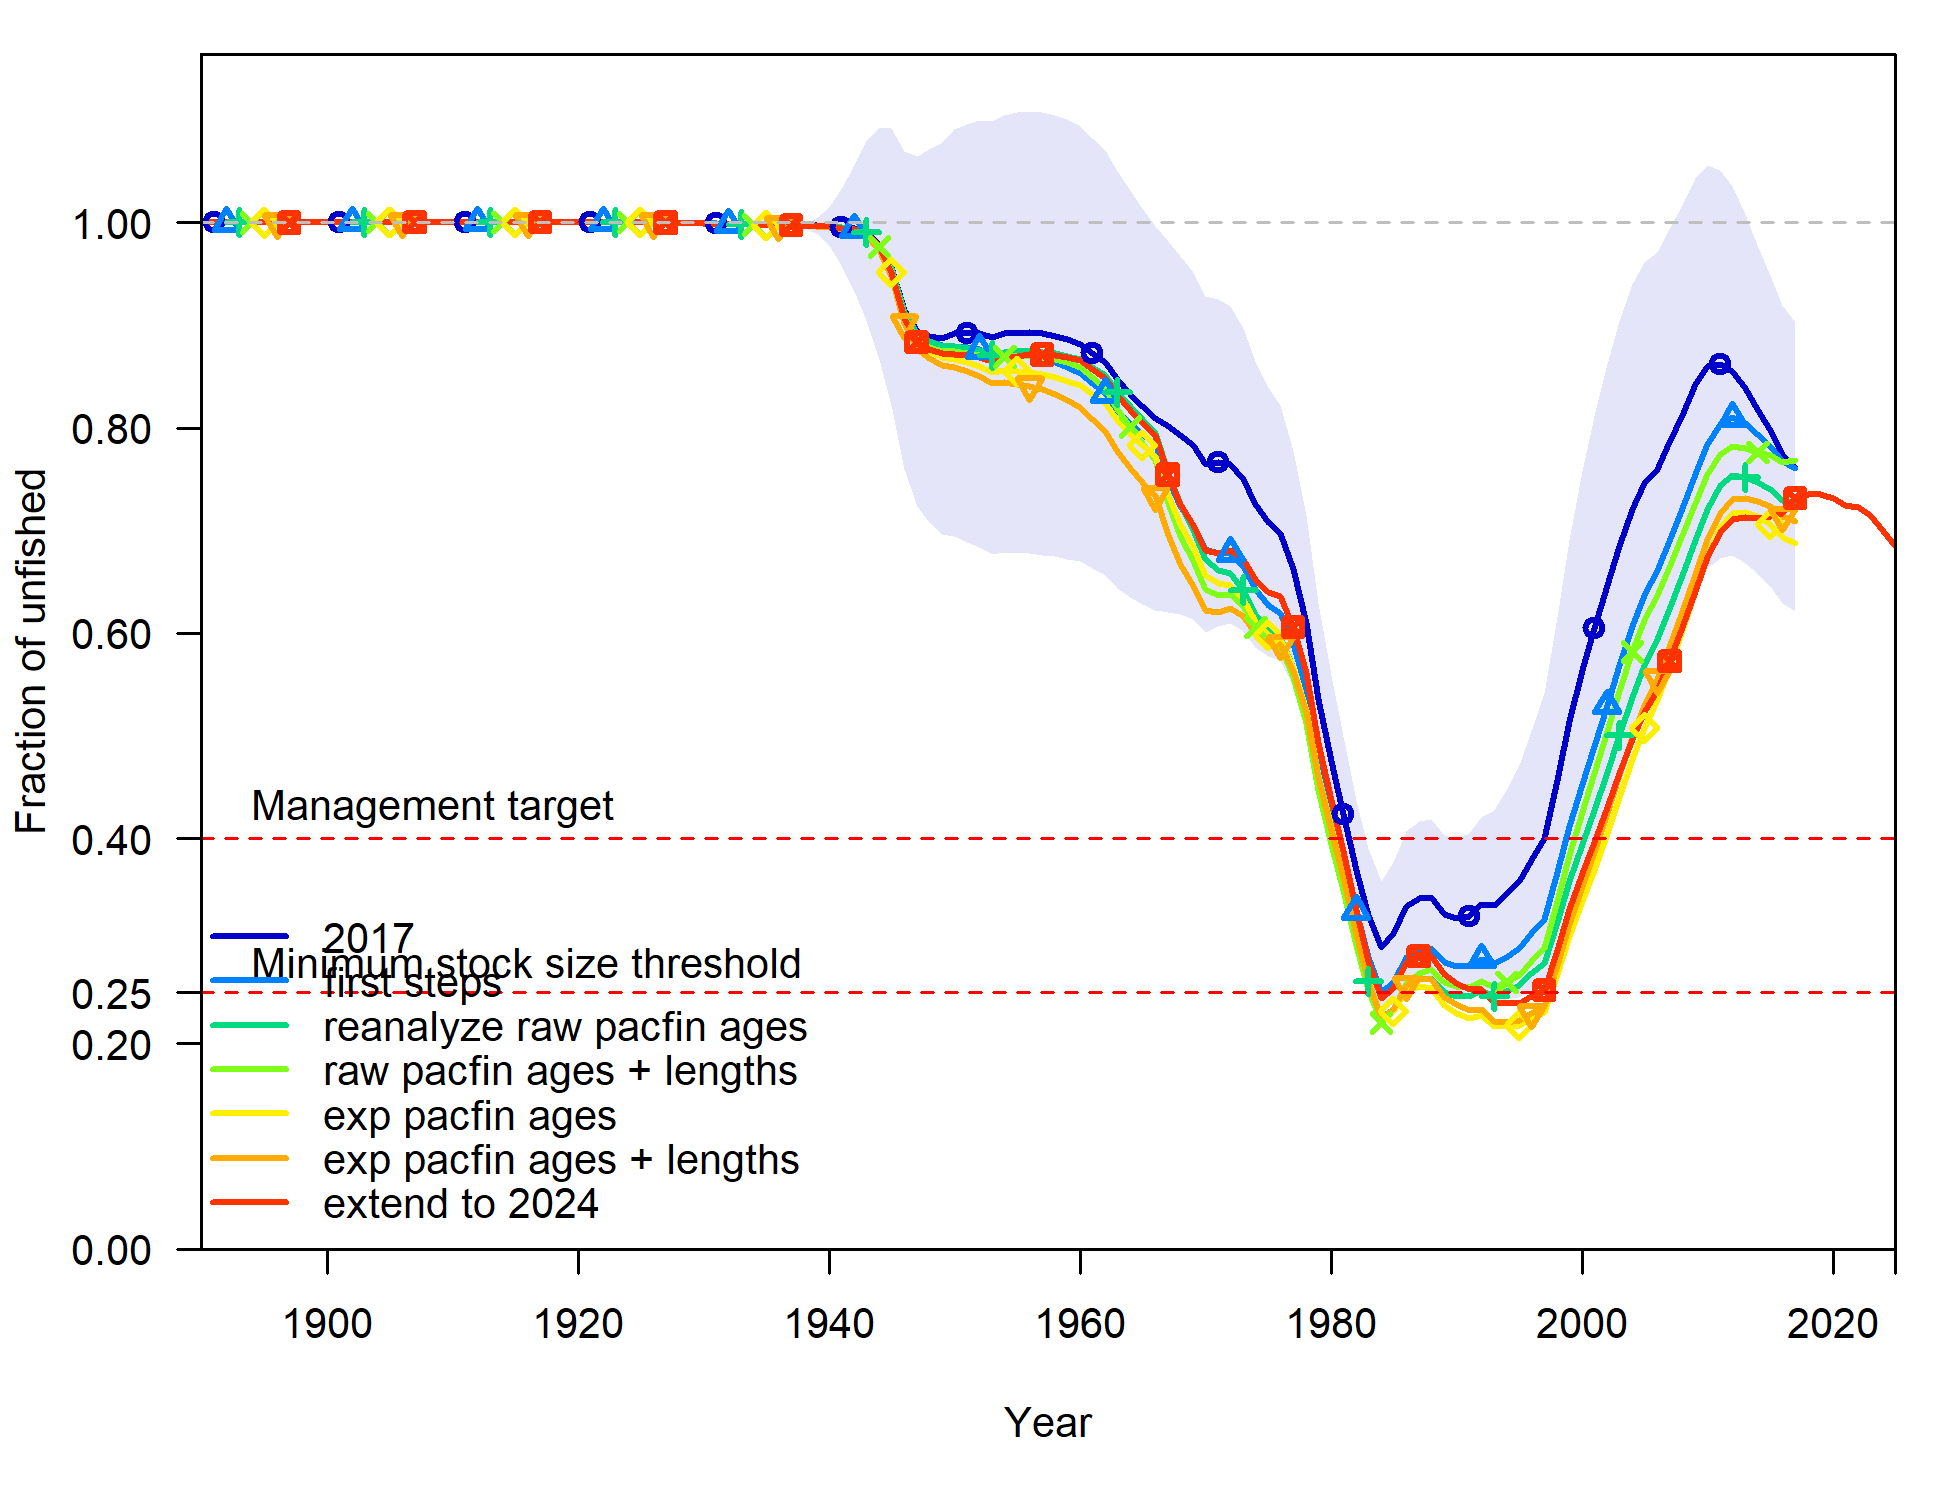 1.00
0.80
0.60
0.40
0.25
0.20
0.00
Fraction of unfished
Management target
2017
Minimum stock size threshold
first steps
reanalyze raw pacfin ages
raw pacfin ages + lengths
exp pacfin ages
exp pacfin ages + lengths
extend to 2024
1900 1920 1940 1960 1980 2000 2020
Year